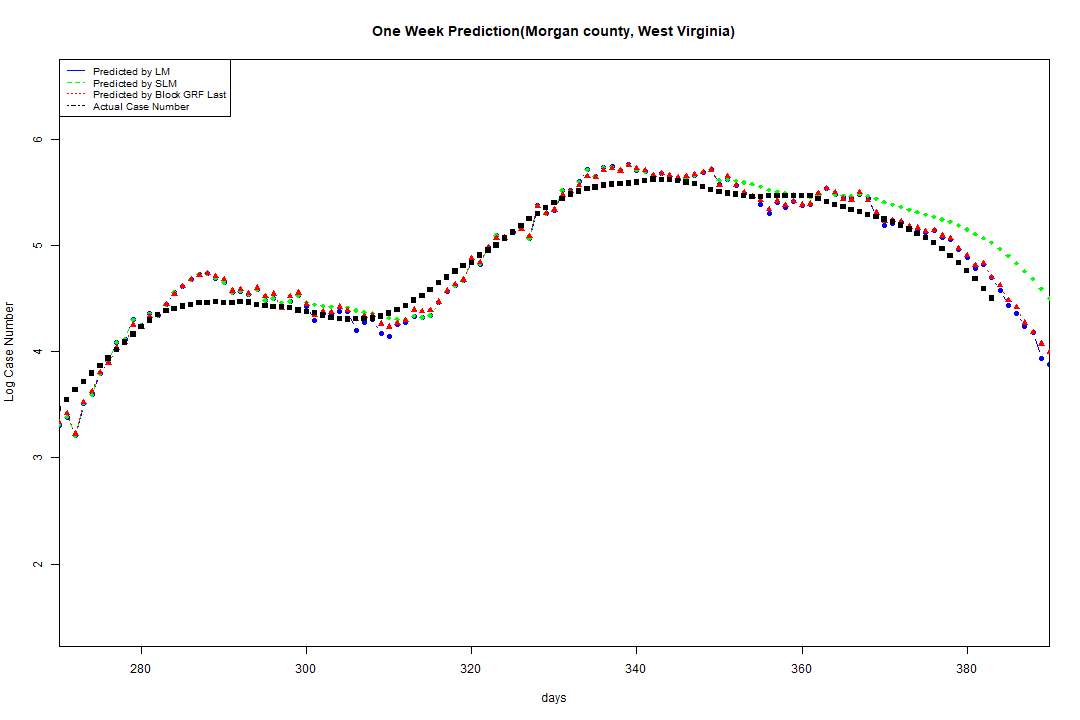 One Week Prediction(Morgan county, West Virginia)
Predicted by LM
Predicted by SLM
Predicted by Block GRF Last
Actual Case Number
6
5
4
3
2
Log Case Number
280 300 320 340 360 380
days